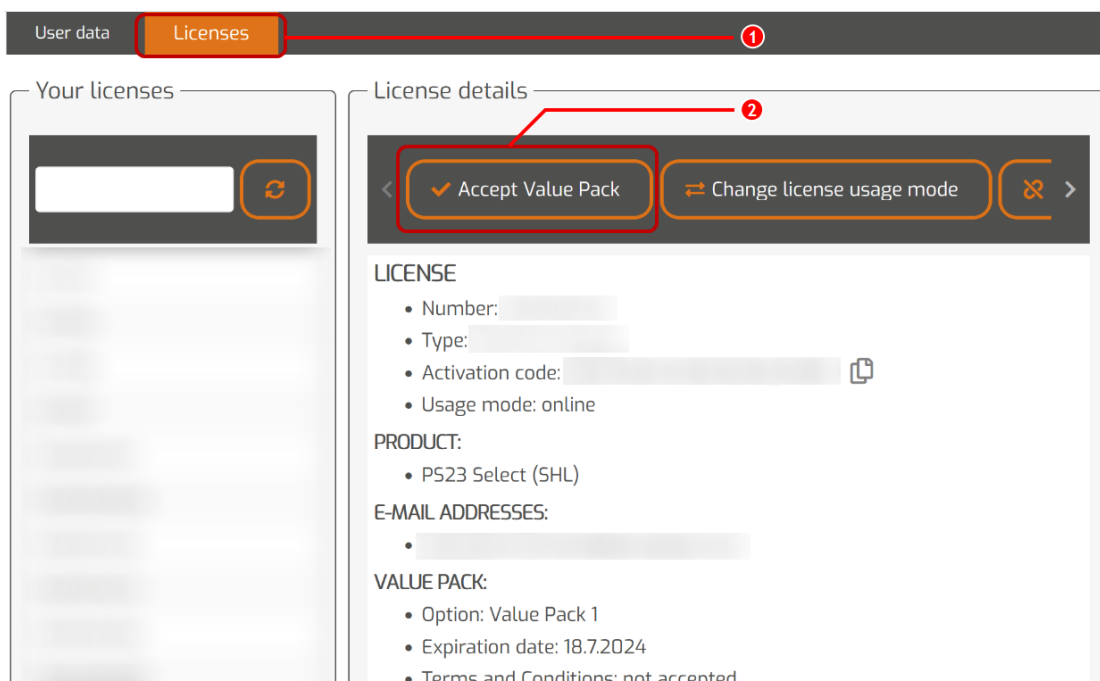 User data
Licenses
1
Your licenses
License details
2
Accept Value Pack
Change license usage mode
LICENSE
• Number:
• Type:
• Activation code:
• Usage mode: online
PRODUCT:
• PS23 Select (SHL)
E-MAIL ADDRESSES:
•
VALUE PACK:
• Option: Value Pack 1
• Expiration date: 18.7.2024
• Terms and Conditions: not accepted